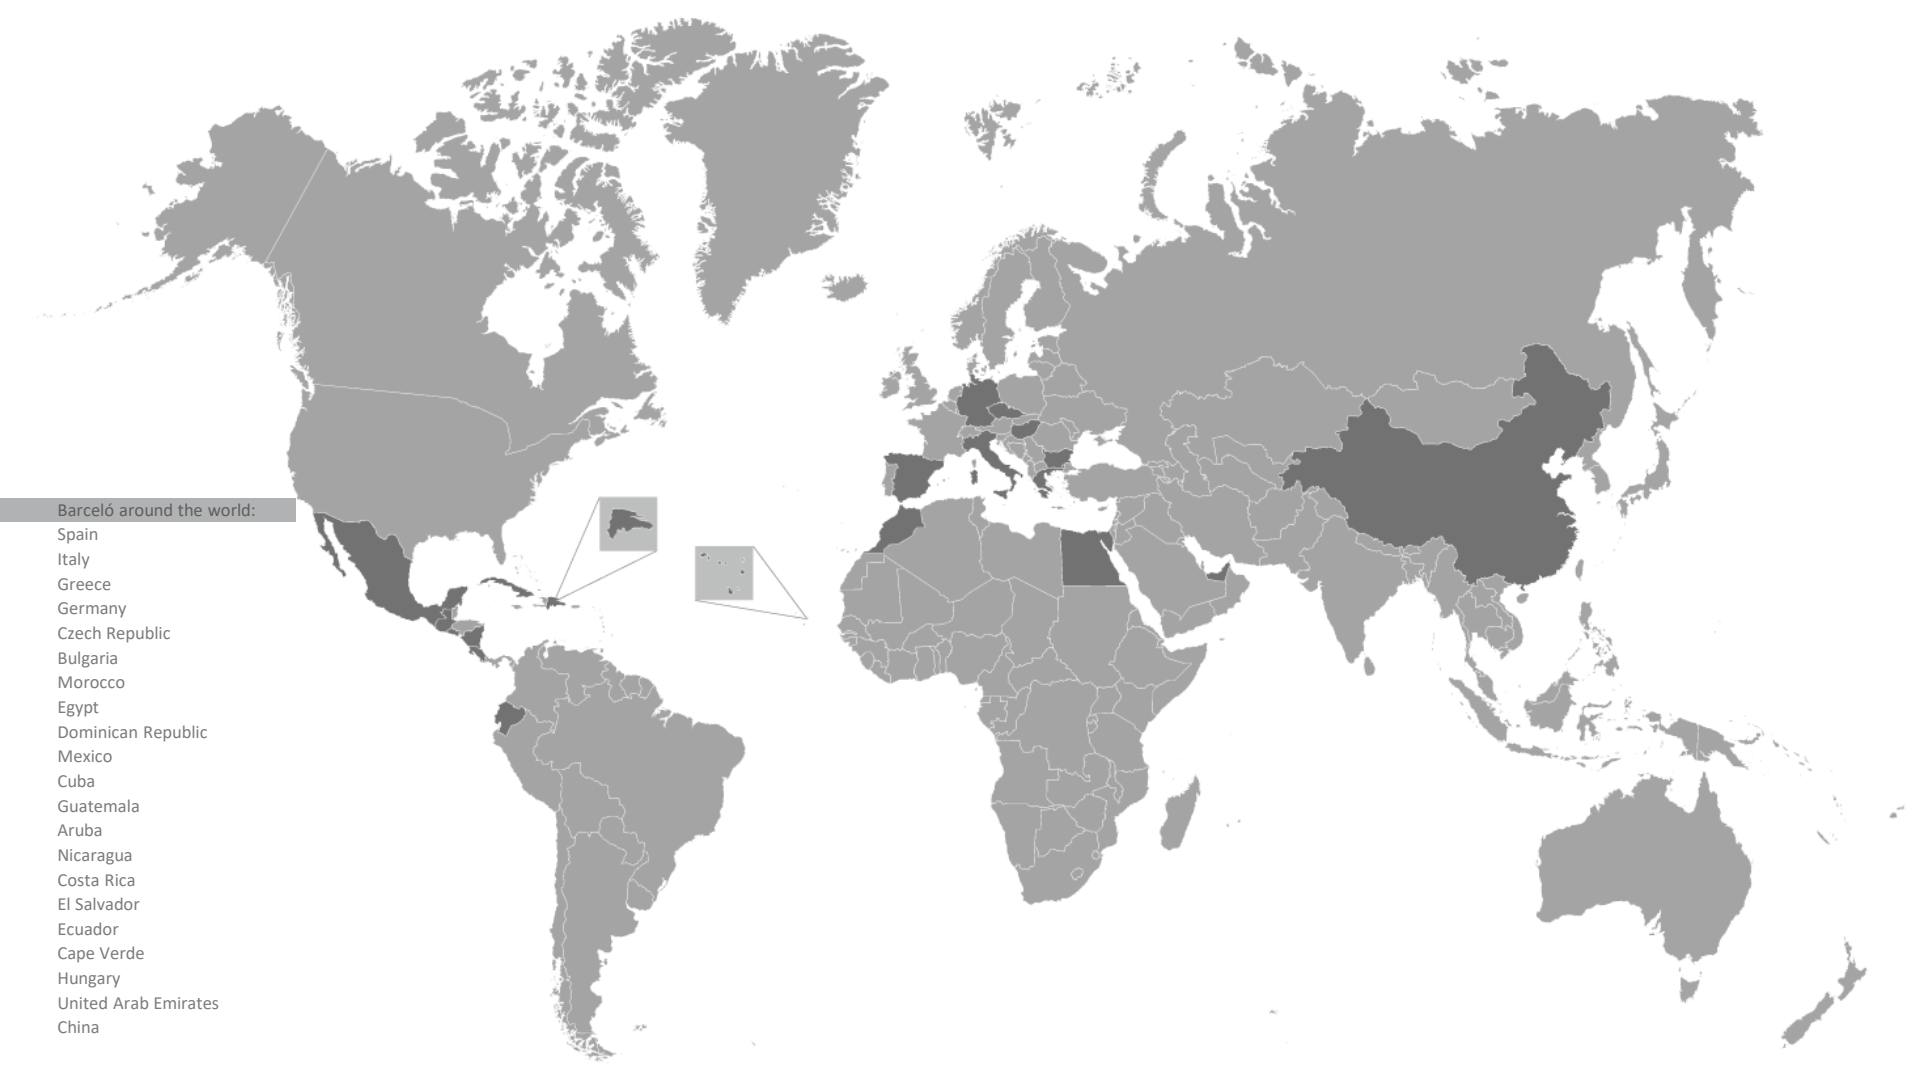 Barceló around the world:
Spain
Italy
Greece
Germany
Czech Republic
Bulgaria
Morocco
Egypt
Dominican Republic
Mexico
Cuba
Guatemala
Aruba
Nicaragua
Costa Rica
El Salvador
Ecuador
Cape Verde
Hungary
United Arab Emirates
China